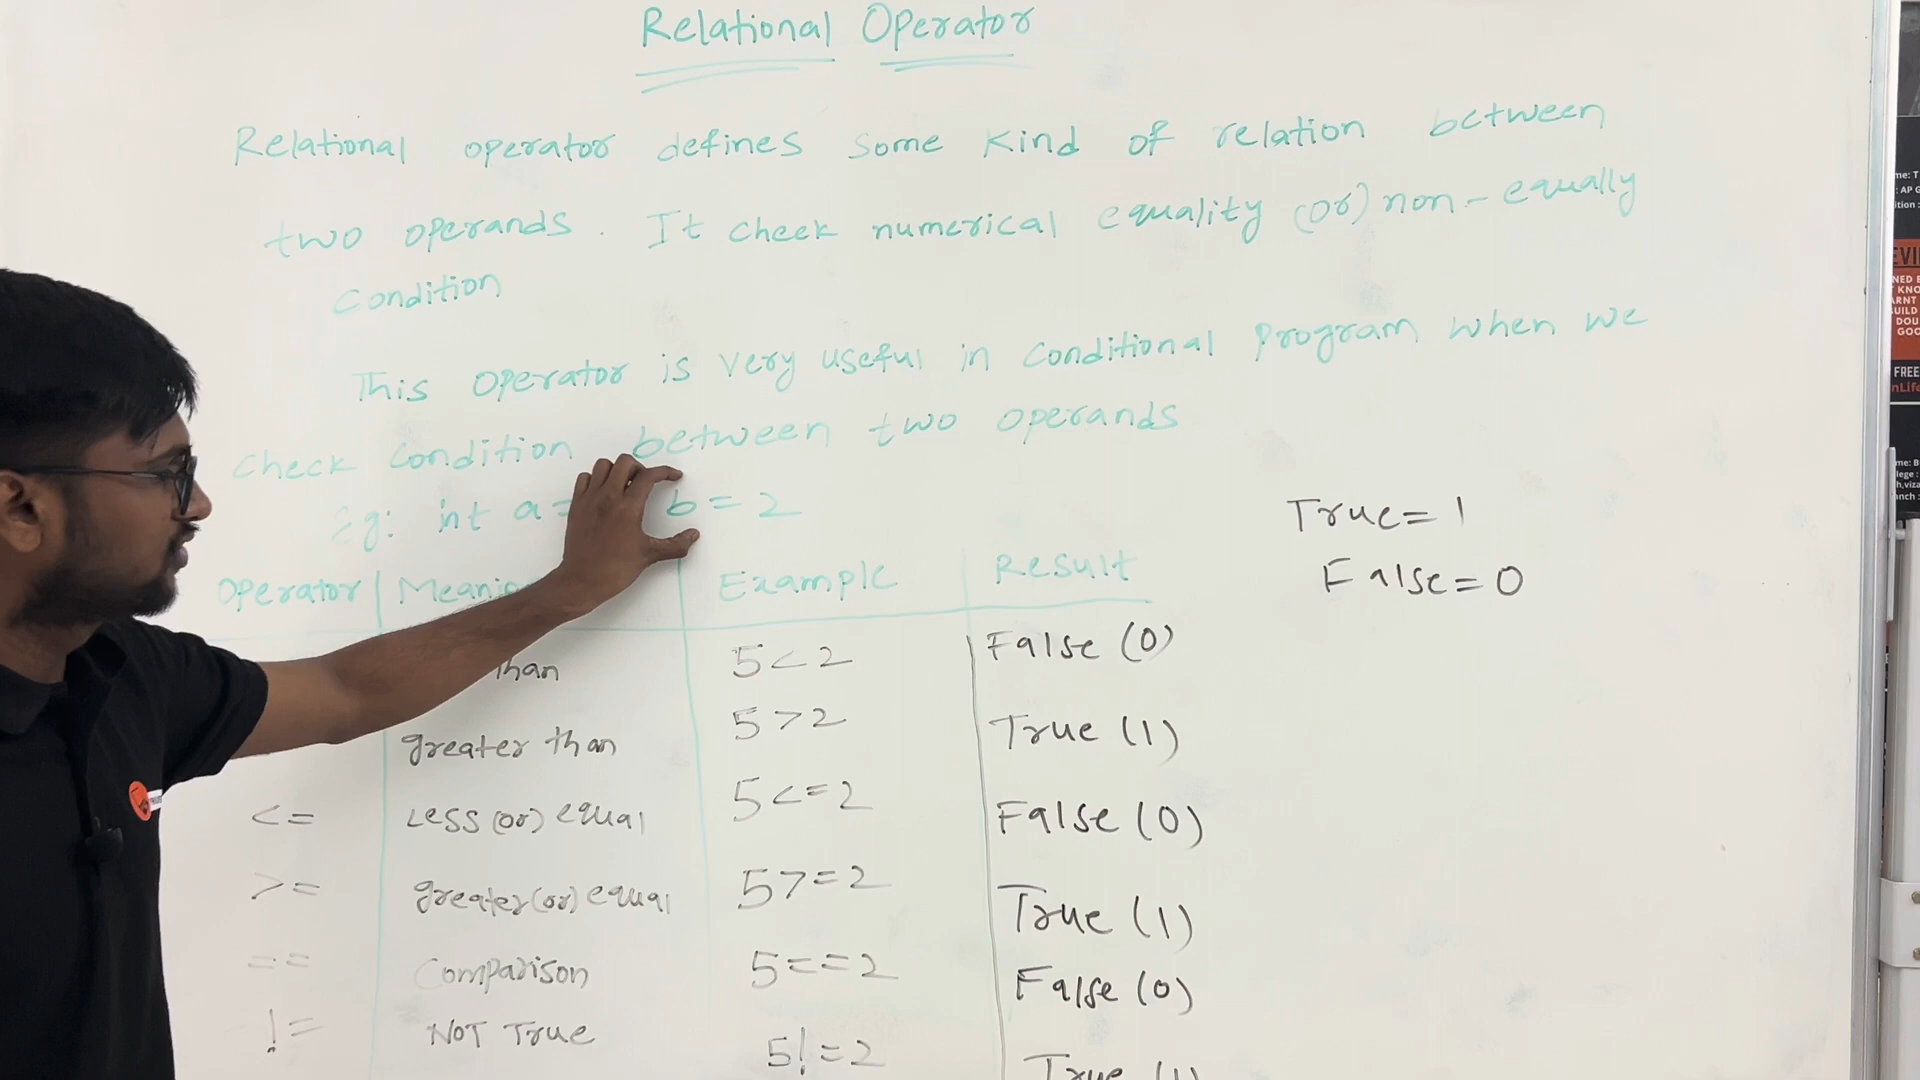 Relational Operator
Relational operator defines some kind of relation between
two operands. It check numerical equality (or) non-equally
Condition
This operator is very useful in conditional program when we
check condition between two operands
Eg: int a= b=2
True=1
False=0
Operator Example Result
than 5<2 False (0)
greater than 5>2 True (1)
<= Less (or) equal 5<=2 False (0)
>= greater (or) equal 5>=2 True (1)
== Comparison 5==2 False (0)
!= NOT True 5!=2 True (1)
FREE